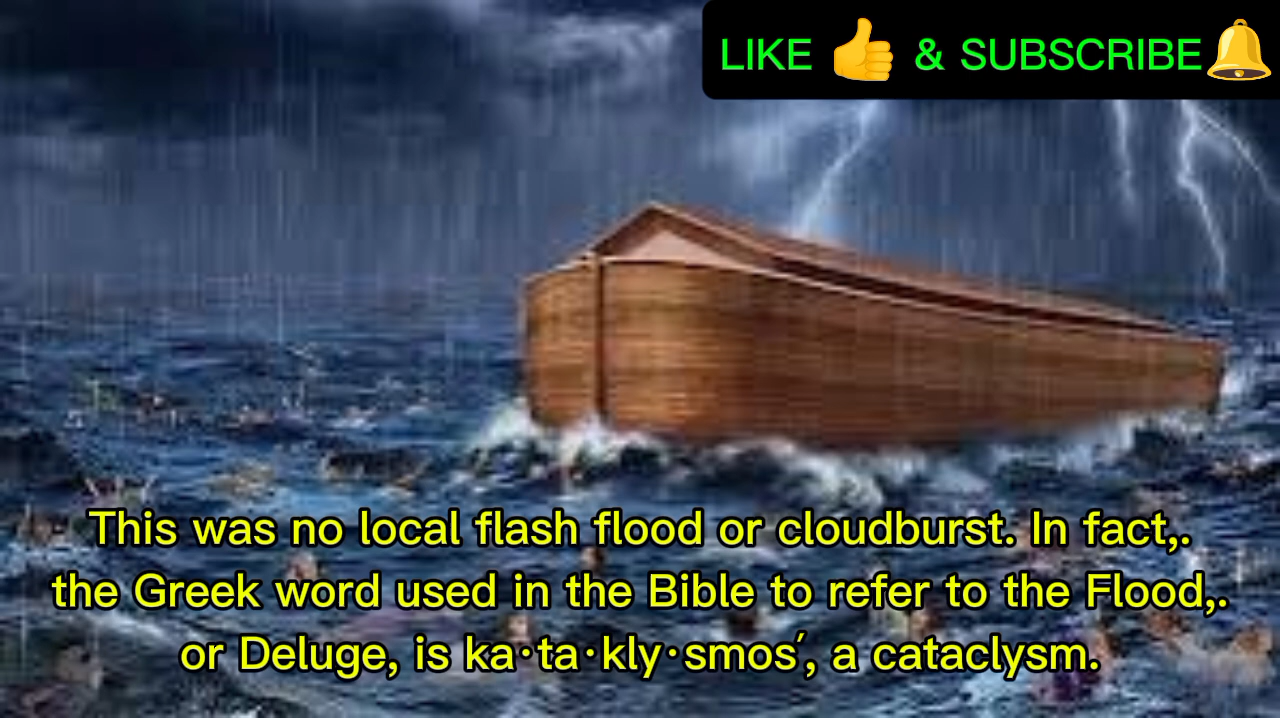 LIKE 👍 & SUBSCRIBE🔔
This was no local flash flood or cloudburst. In fact,.
the Greek word used in the Bible to refer to the Flood,.
or Deluge, is ka·ta·kly·smosʹ, a cataclysm.